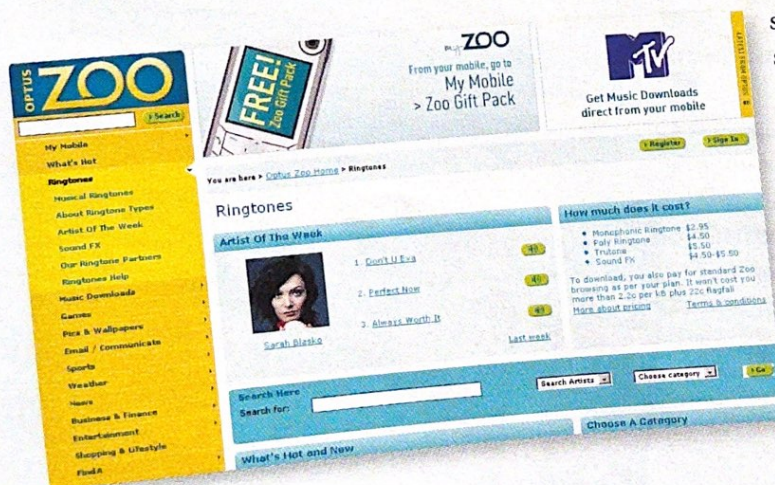 OPTUS
ZOO
Search
My Mobile
What's Hot
Ringtones
Musical Ringtones
About Ringtone Types
Artist Of The Week
Sound FX
Our Ringtone Partners
Ringtones Help
Music Downloads
Games
Pics & Wallpapers
Email / Communicate
Sports
Weather
News
Business & Finance
Entertainment
Shopping & Lifestyle
FindA
FREE!
Zoo Gift Pack
my ZOO
From your mobile, go to
My Mobile
> Zoo Gift Pack
MTV
Get Music Downloads
direct from your mobile
Register
Sign In
You are here > Optus Zoo Home > Ringtones
Ringtones
Artist Of The Week
Sarah Blasko
1. Don't U Eva
2. Perfect Now
3. Always Worth It
Last week
How much does it cost?
• Monophonic Ringtone $2.95
• Poly Ringtone $4.50
• Trutone $5.50
• Sound FX $4.50-$5.50
To download, you also pay for standard Zoo
browsing as per your plan. It won't cost you
more than 2.2c per kb plus 22c flagfall
More about pricing Terms & conditions
Search Here
Search for:
Search Artists
Choose category
Go
What's Hot and New
Choose A Category